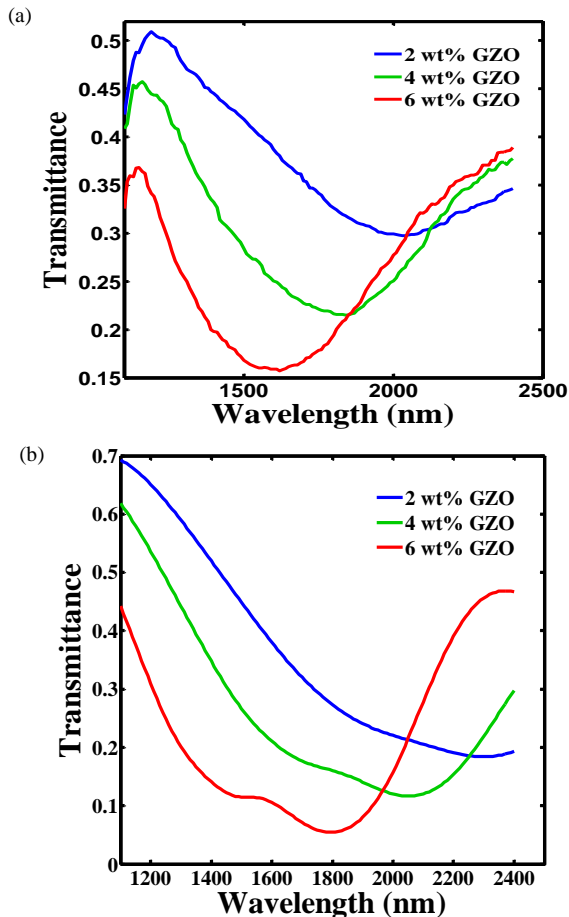 (a)
0.5
0.45
0.4
0.35
0.3
0.25
0.2
0.15
Transmittance
2 wt% GZO
4 wt% GZO
6 wt% GZO
1500
2000
2500
Wavelength (nm)
(b)
0.7
0.6
0.5
0.4
0.3
0.2
0.1
0
Transmittance
2 wt% GZO
4 wt% GZO
6 wt% GZO
1200
1400
1600
1800
2000
2200
2400
Wavelength (nm)